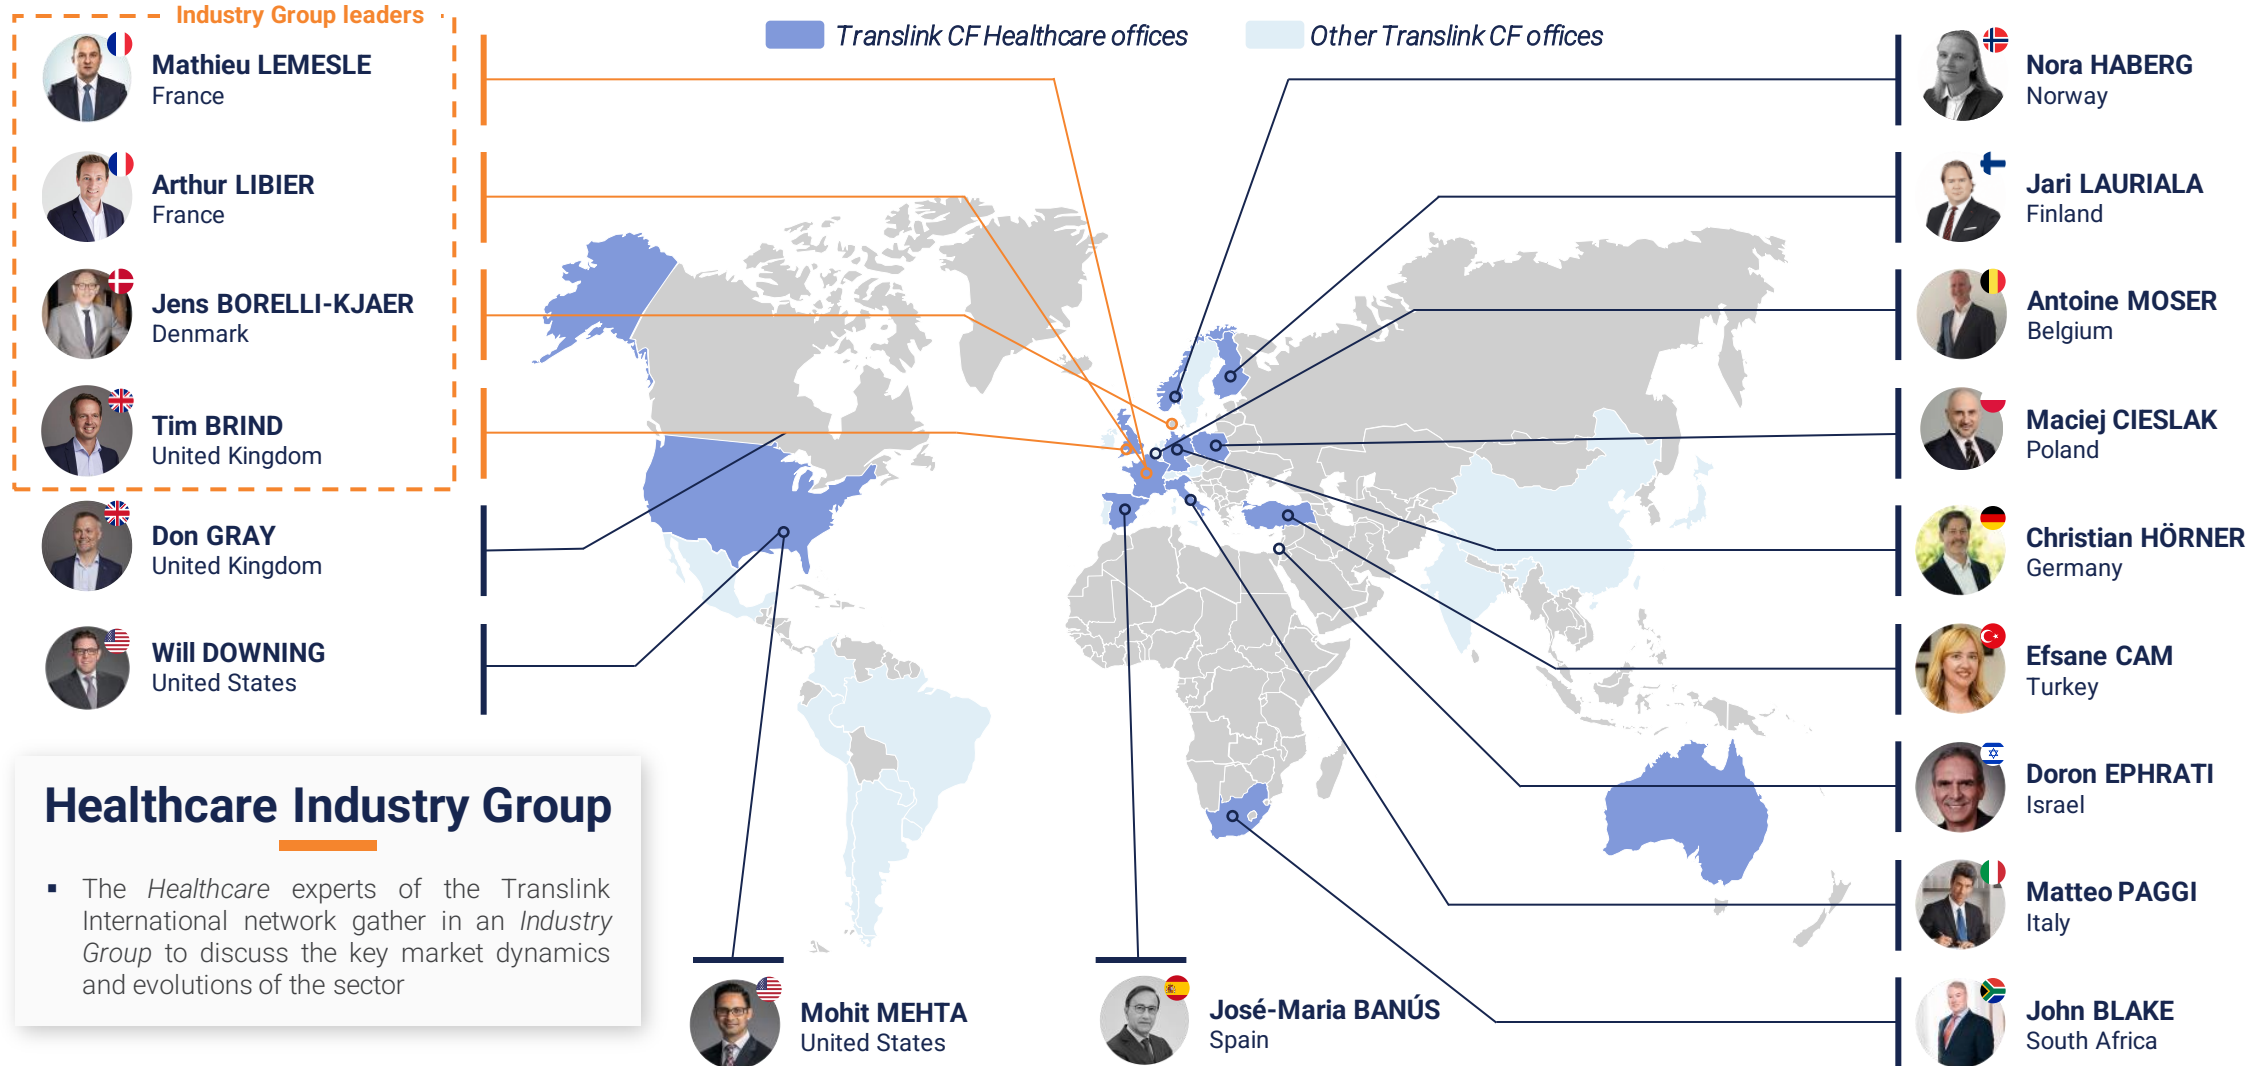 Industry Group leaders
Translink CF Healthcare offices
Other Translink CF offices
Mathieu LEMESLE
France
Arthur LIBIER
France
Jens BORELLI-KJAER
Denmark
Tim BRIND
United Kingdom
Don GRAY
United Kingdom
Will DOWNING
United States
Nora HABERG
Norway
Jari LAURIALA
Finland
Antoine MOSER
Belgium
Maciej CIESLAK
Poland
Christian HÖRNER
Germany
Efsane CAM
Turkey
Doron EPHRATI
Israel
Matteo PAGGI
Italy
John BLAKE
South Africa
Healthcare Industry Group
▪ The Healthcare experts of the Translink
International network gather in an Industry
Group to discuss the key market dynamics
and evolutions of the sector
Mohit MEHTA
United States
José-Maria BANÚS
Spain